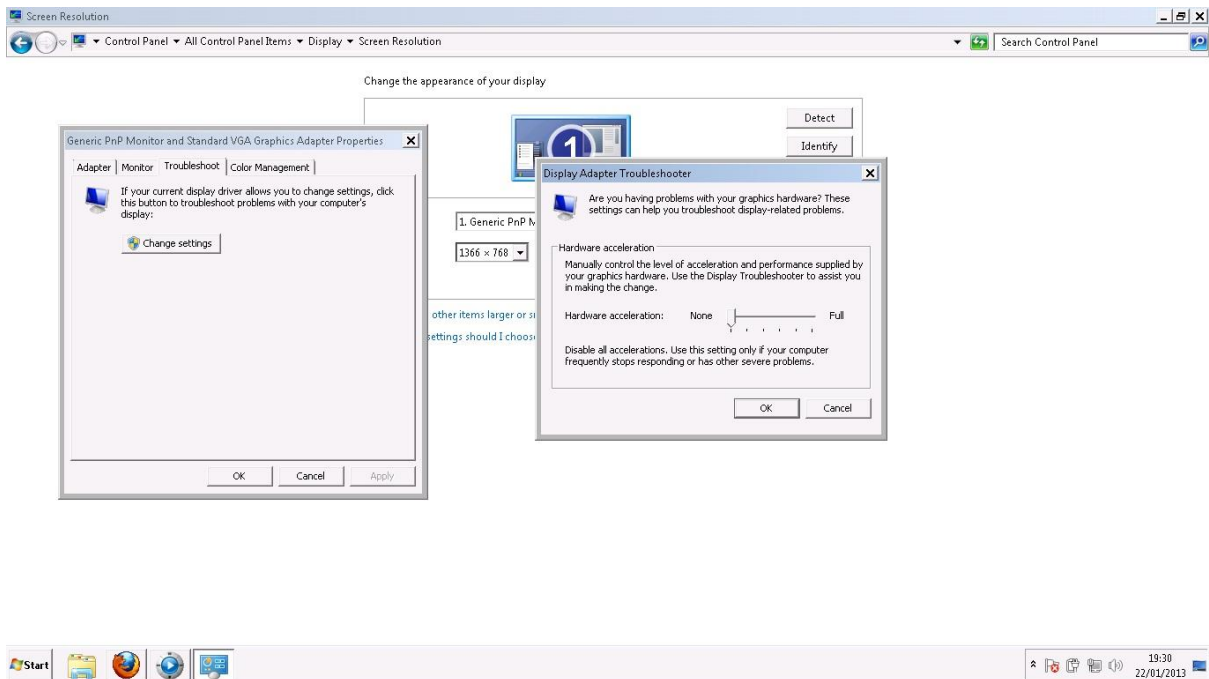 Screen Resolution
Control Panel All Control Panel Items Display Screen Resolution
Search Control Panel
Change the appearance of your display
Detect
1
Identify
Generic PnP Monitor and Standard VGA Graphics Adapter Properties
Adapter Monitor Troubleshoot Color Management
If your current display driver allows you to change settings, click
this button to troubleshoot problems with your computer's
display:
Change settings
OK Cancel Apply
1. Generic PnP
1366 × 768
other items larger or
settings should I choose
Display Adapter Troubleshooter
Are you having problems with your graphics hardware? These
settings can help you troubleshoot display-related problems.
Hardware acceleration
Manually control the level of acceleration and performance supplied by
your graphics hardware. Use the Display Troubleshooter to assist you
in making the change.
Hardware acceleration: None Full
Disable all accelerations. Use this setting only if your computer
frequently stops responding or has other severe problems.
OK Cancel
Start
19:30
22/01/2013